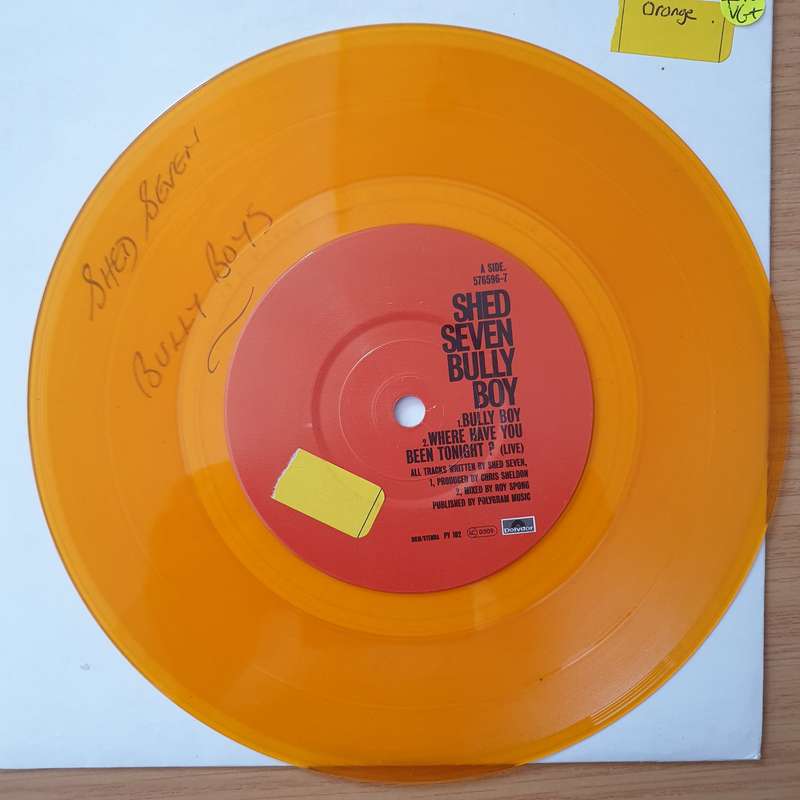 Orange
VG+
SHED SEVEN
BULLY BOYS
A SIDE.
576596-7
SHED
SEVEN
BULLY
BOY
1.BULLY BOY
2.WHERE HAVE YOU
BEEN TONIGHT ? (LIVE)
ALL TRACKS WRITTEN BY SHED SEVEN,
1, PRODUCED BY CHRIS SHELDON
2, MIXED BY ROY SPONG
PUBLISHED BY POLYGRAM MUSIC
PY 102
Polydor